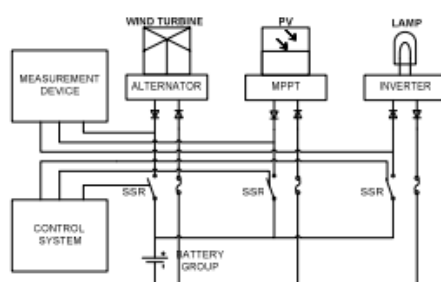 WIND TURBINE
PV
LAMP
MEASUREMENT
DEVICE
ALTERNATOR
MPPT
INVERTER
SSR
SSR
SSR
CONTROL
SYSTEM
BATTERY
GROUP